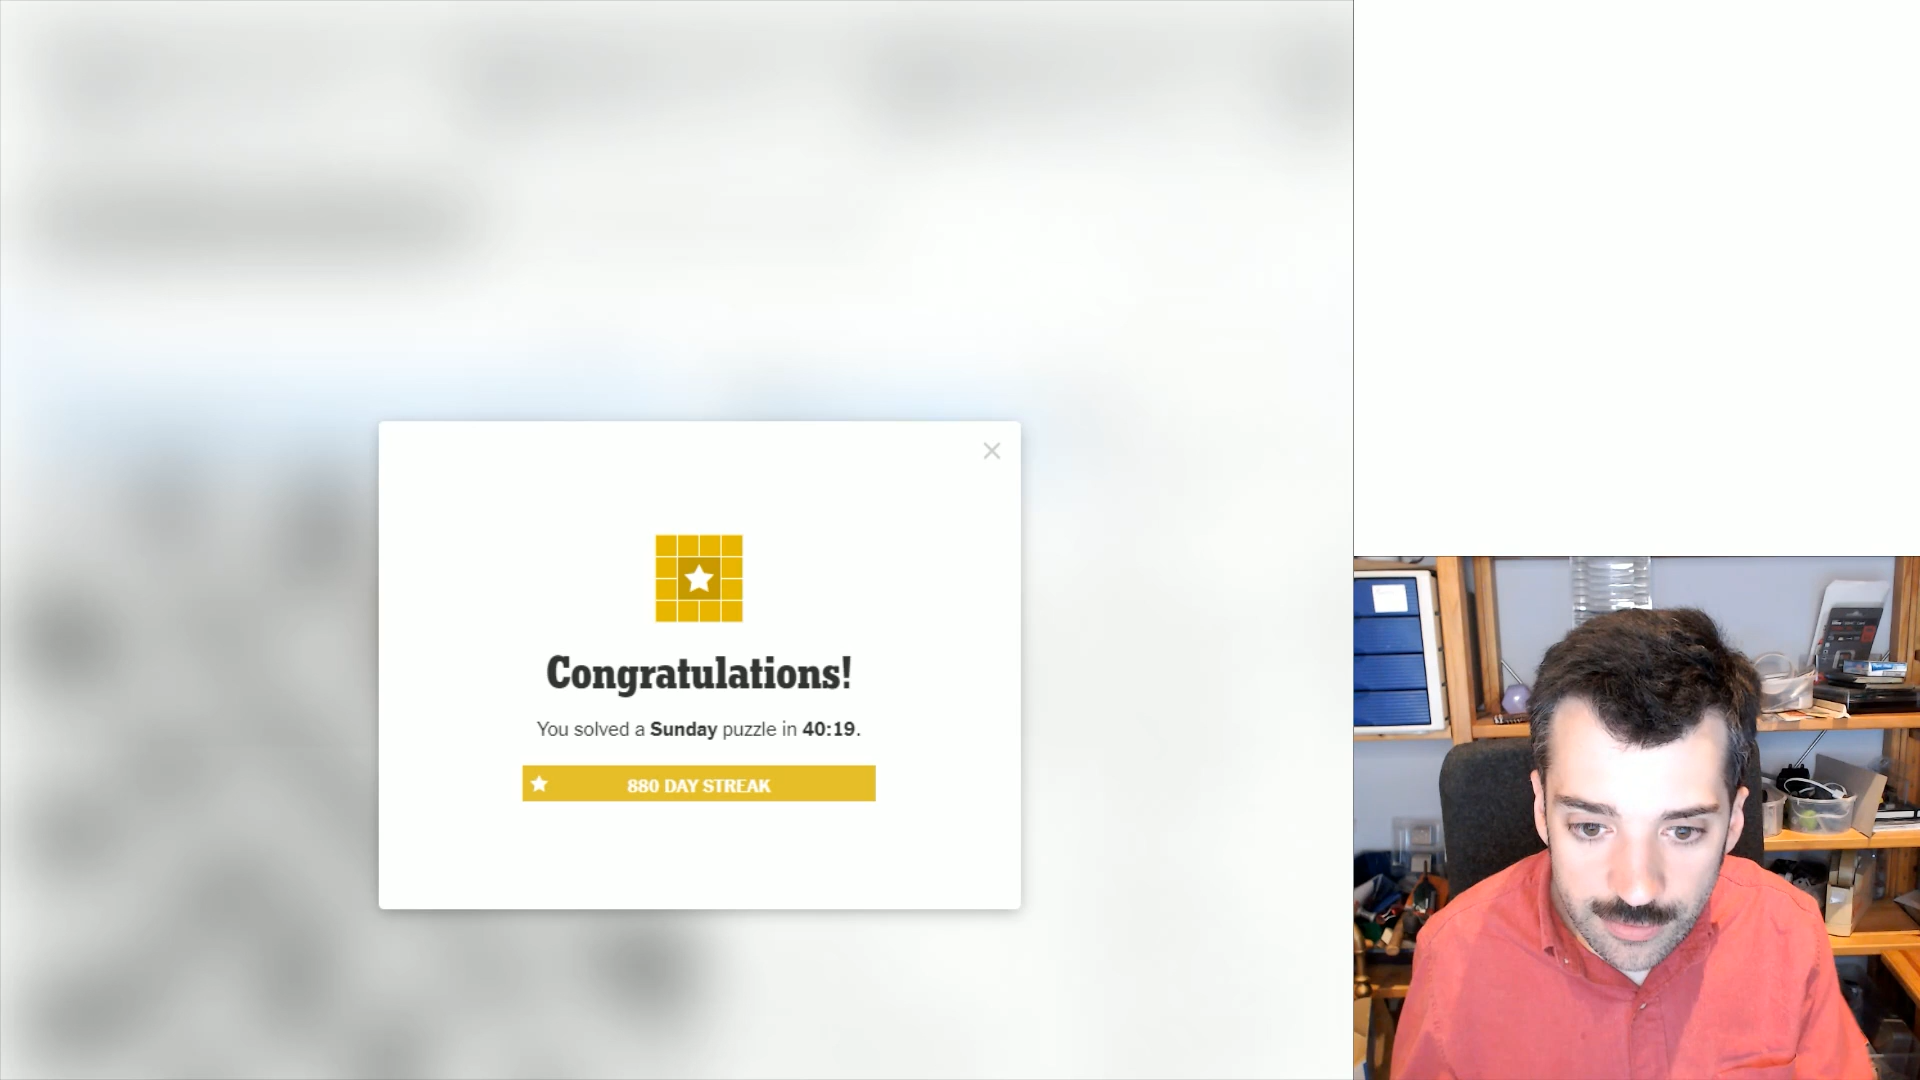 Congratulations!
You solved a Sunday puzzle in 40:19.
880 DAY STREAK